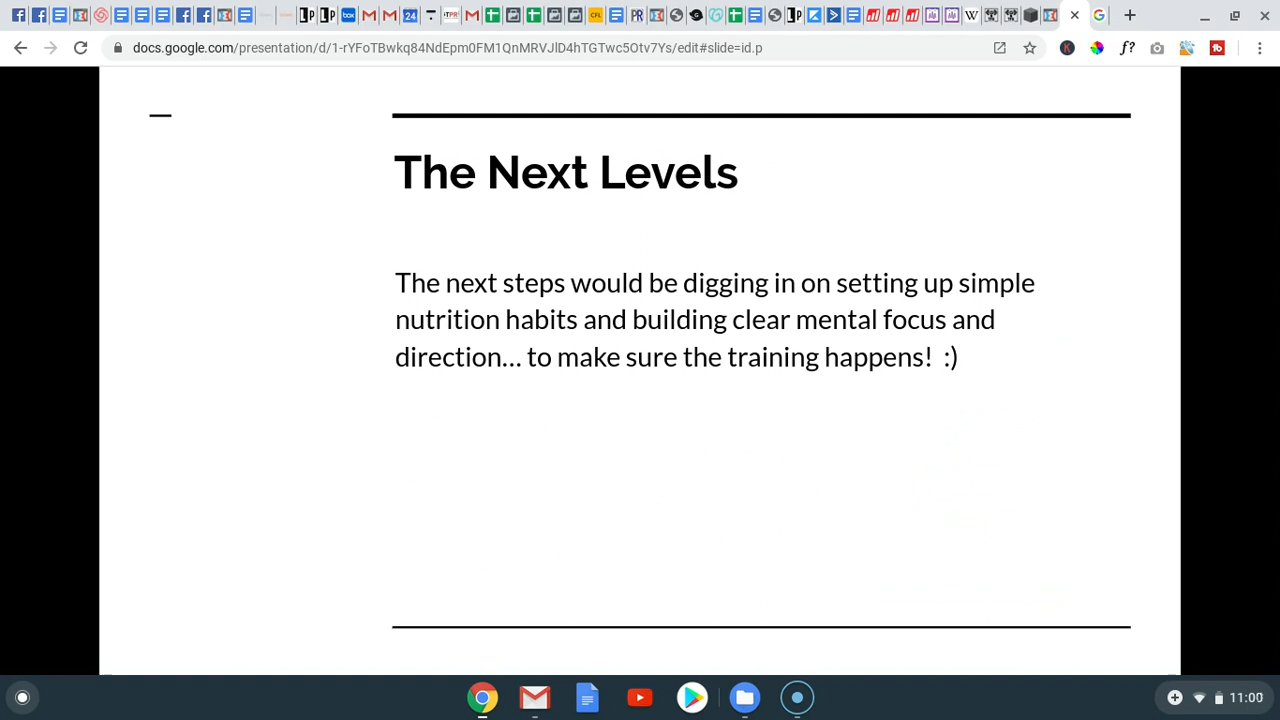 docs.google.com/presentation/d/1-rYFoTBwkq84NdEpm0FM1QnMRVJlD4hTGTwc5Otv7Ys/edit#slide=id.p
The Next Levels
The next steps would be digging in on setting up simple
nutrition habits and building clear mental focus and
direction... to make sure the training happens!  :)
11:00